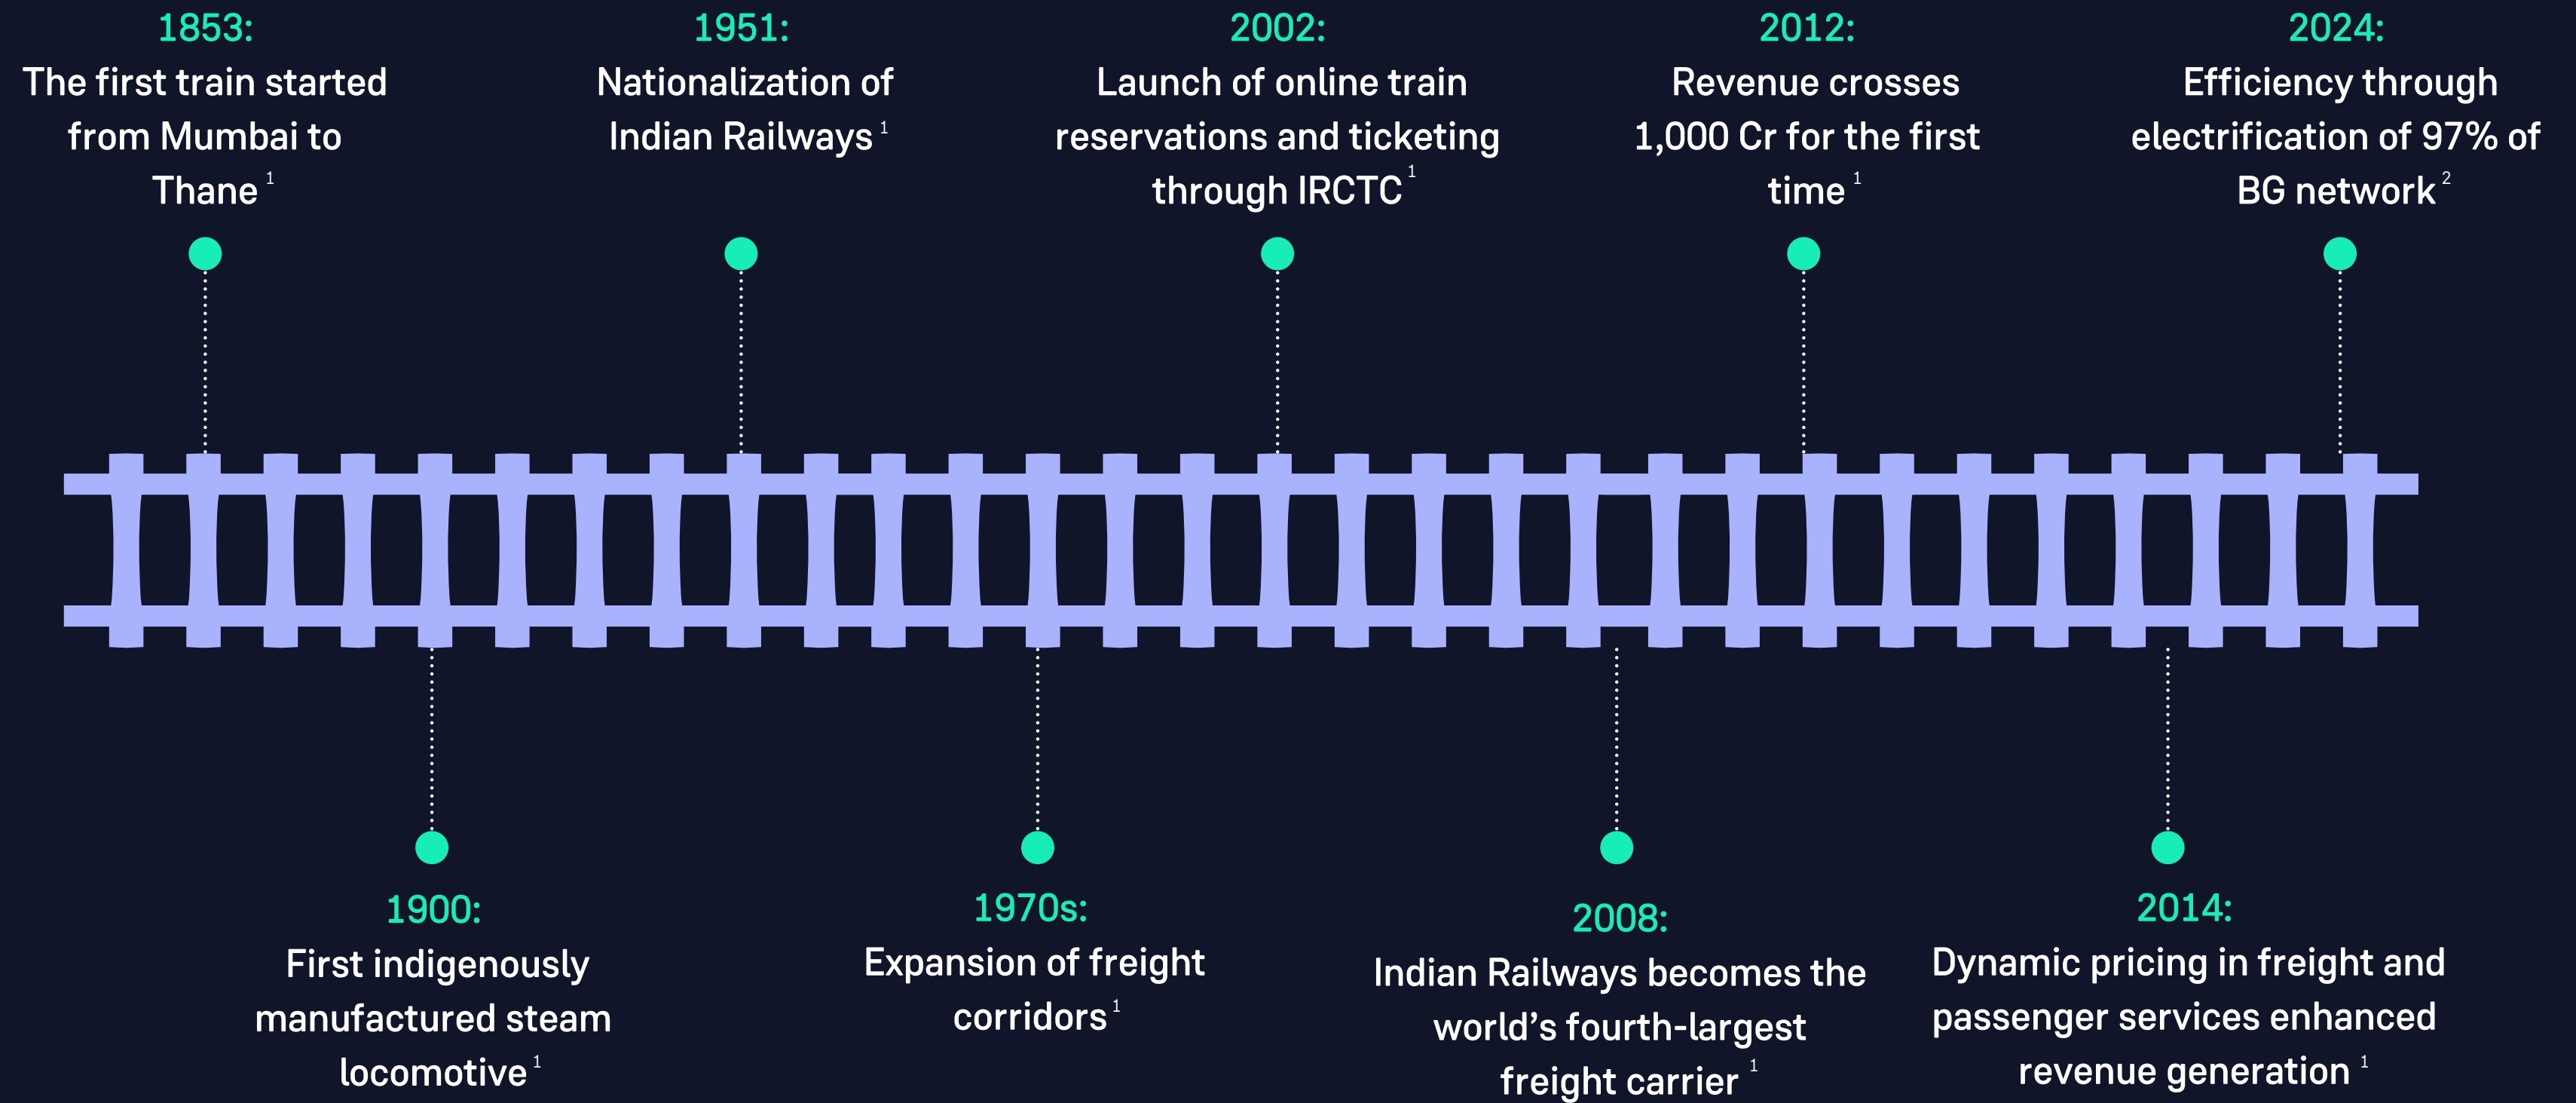 1853:
The first train started
from Mumbai to
Thane 1
1951:
Nationalization of
Indian Railways 1
2002:
Launch of online train
reservations and ticketing
through IRCTC 1
2012:
Revenue crosses
1,000 Cr for the first
time 1
2024:
Efficiency through
electrification of 97% of
BG network 2
1900:
First indigenously
manufactured steam
locomotive 1
1970s:
Expansion of freight
corridors 1
2008:
Indian Railways becomes the
world’s fourth-largest
freight carrier 1
2014:
Dynamic pricing in freight and
passenger services enhanced
revenue generation 1